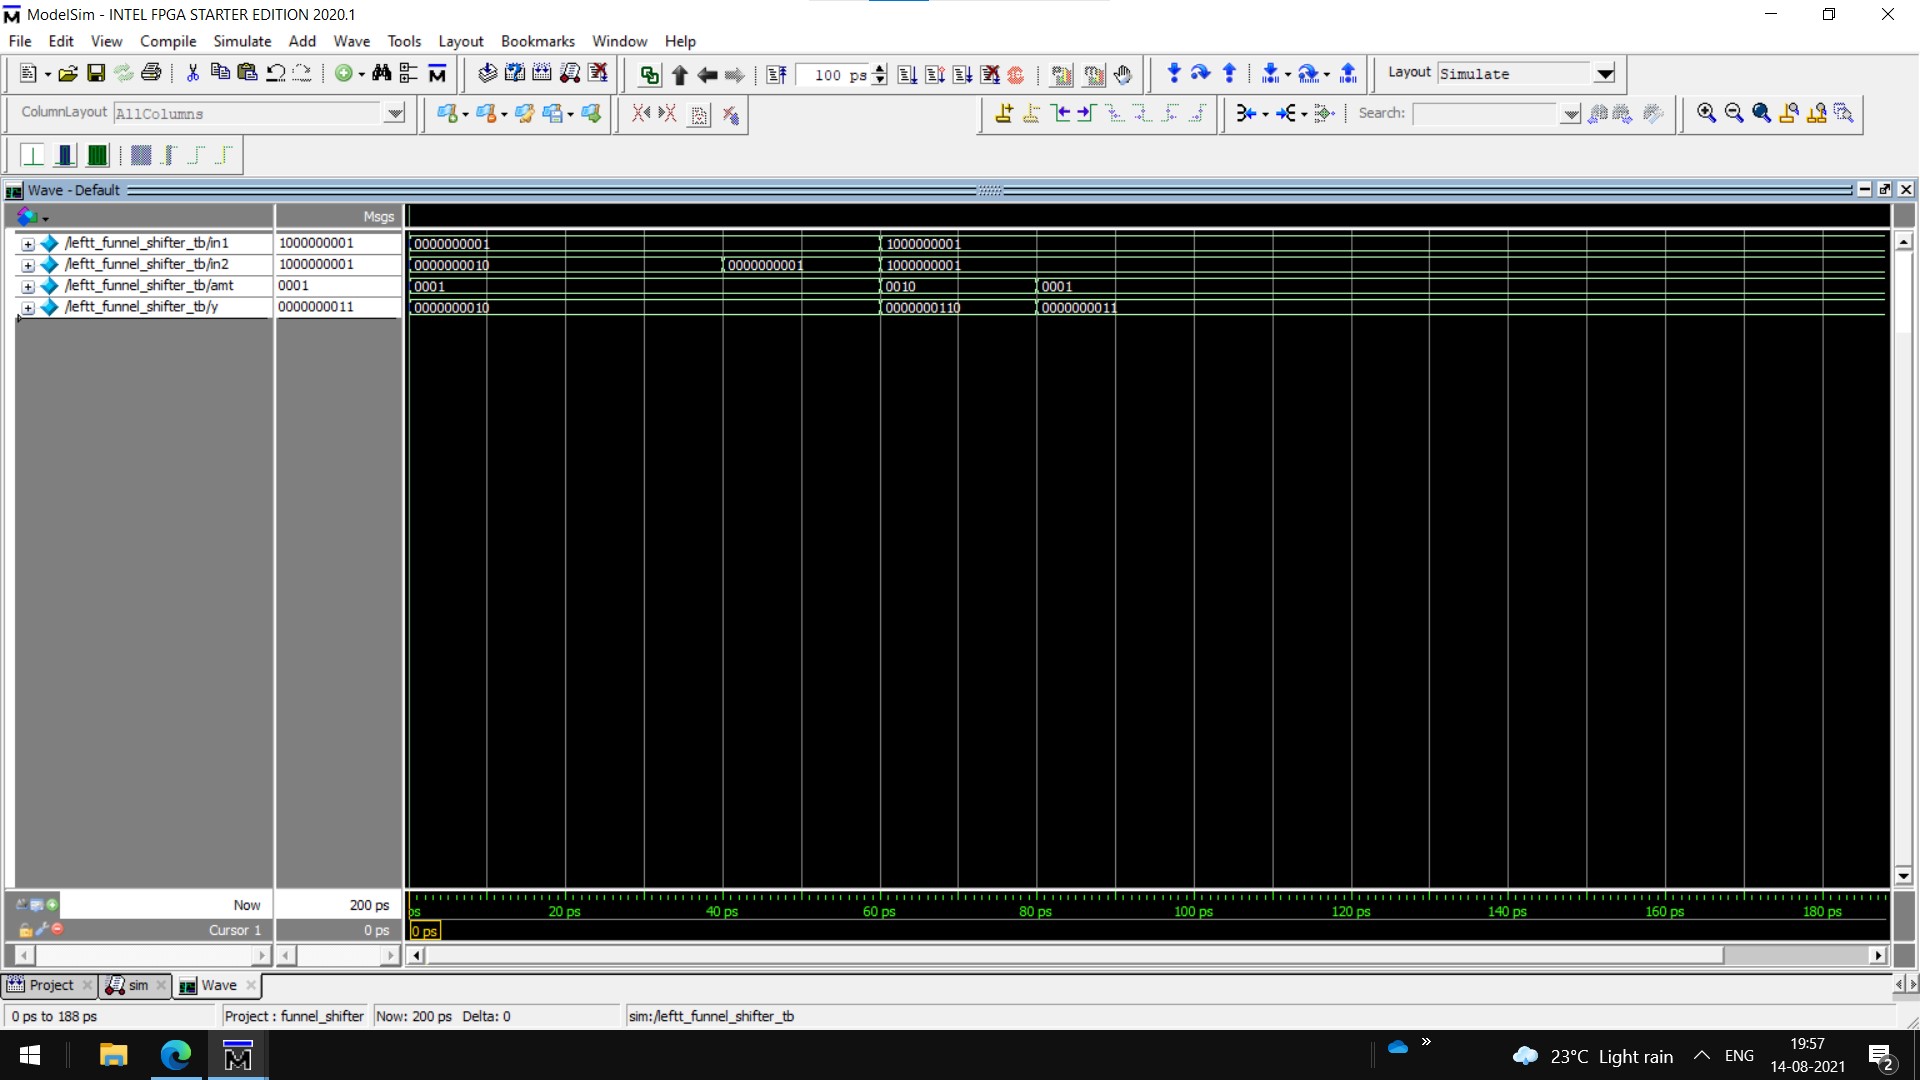 ModelSim - INTEL FPGA STARTER EDITION 2020.1
File Edit View Compile Simulate Add Wave Tools Layout Bookmarks Window Help
100 ps
Layout Simulate
ColumnLayout AllColumns
Search:
Wave - Default
Msgs
/leftt_funnel_shifter_tb/in1 1000000001 0000000001 1000000001
/leftt_funnel_shifter_tb/in2 1000000001 0000000010 0000000001 1000000001
/leftt_funnel_shifter_tb/amt 0001 0001 0010 0001
/leftt_funnel_shifter_tb/y 0000000011 0000000010 0000000110 0000000011
Now 200 ps ps 20 ps 40 ps 60 ps 80 ps 100 ps 120 ps 140 ps 160 ps 180 ps
Cursor 1 0 ps 0 ps
Project sim Wave
0 ps to 188 ps Project : funnel_shifter Now: 200 ps Delta: 0 sim:/leftt_funnel_shifter_tb
23°C Light rain ENG 19:57
14-08-2021 2